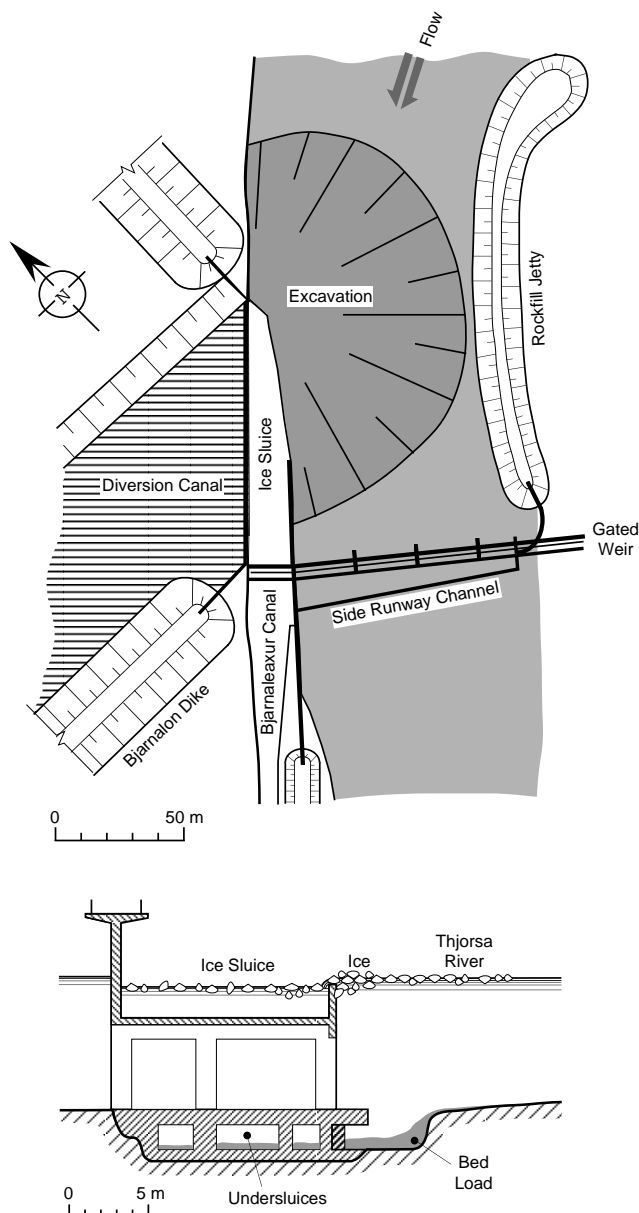 Flow
Rockfill Jetty
N
Excavation
Ice Sluice
Diversion Canal
Gated
Weir
Side Runway Channel
Bjarnaleaxur Canal
Bjarnalon Dike
0 50 m
Ice Sluice
Ice
Thjorsa
River
Undersluices
Bed
Load
0 5 m